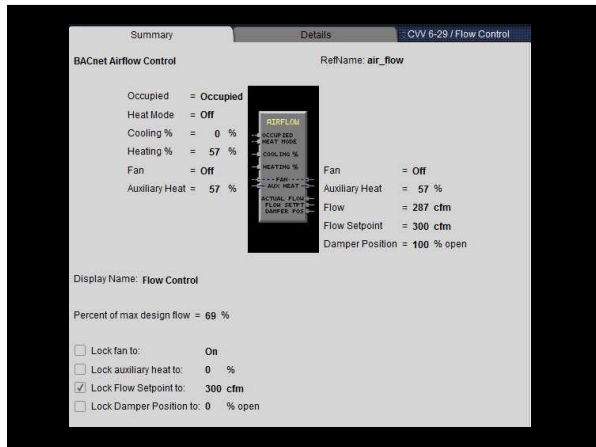 Summary
Details
: CVV 6-29 / Flow Control
BACnet Airflow Control
RefName: air_flow
Occupied = Occupied
Heat Mode = Off
Cooling % = 0 %
Heating % = 57 %
Fan = Off
Auxiliary Heat = 57 %
AIRFLOW
OCCUPIED
HEAT MODE
COOLING %
HEATING %
FAN
AUX HEAT
ACTUAL FLOW
FLOW SETPT
DAMPER POS
Fan = Off
Auxiliary Heat = 57 %
Flow = 287 cfm
Flow Setpoint = 300 cfm
Damper Position = 100 % open
Display Name: Flow Control
Percent of max design flow = 69 %
Lock fan to: On
Lock auxiliary heat to: 0 %
Lock Flow Setpoint to: 300 cfm
Lock Damper Position to: 0 % open